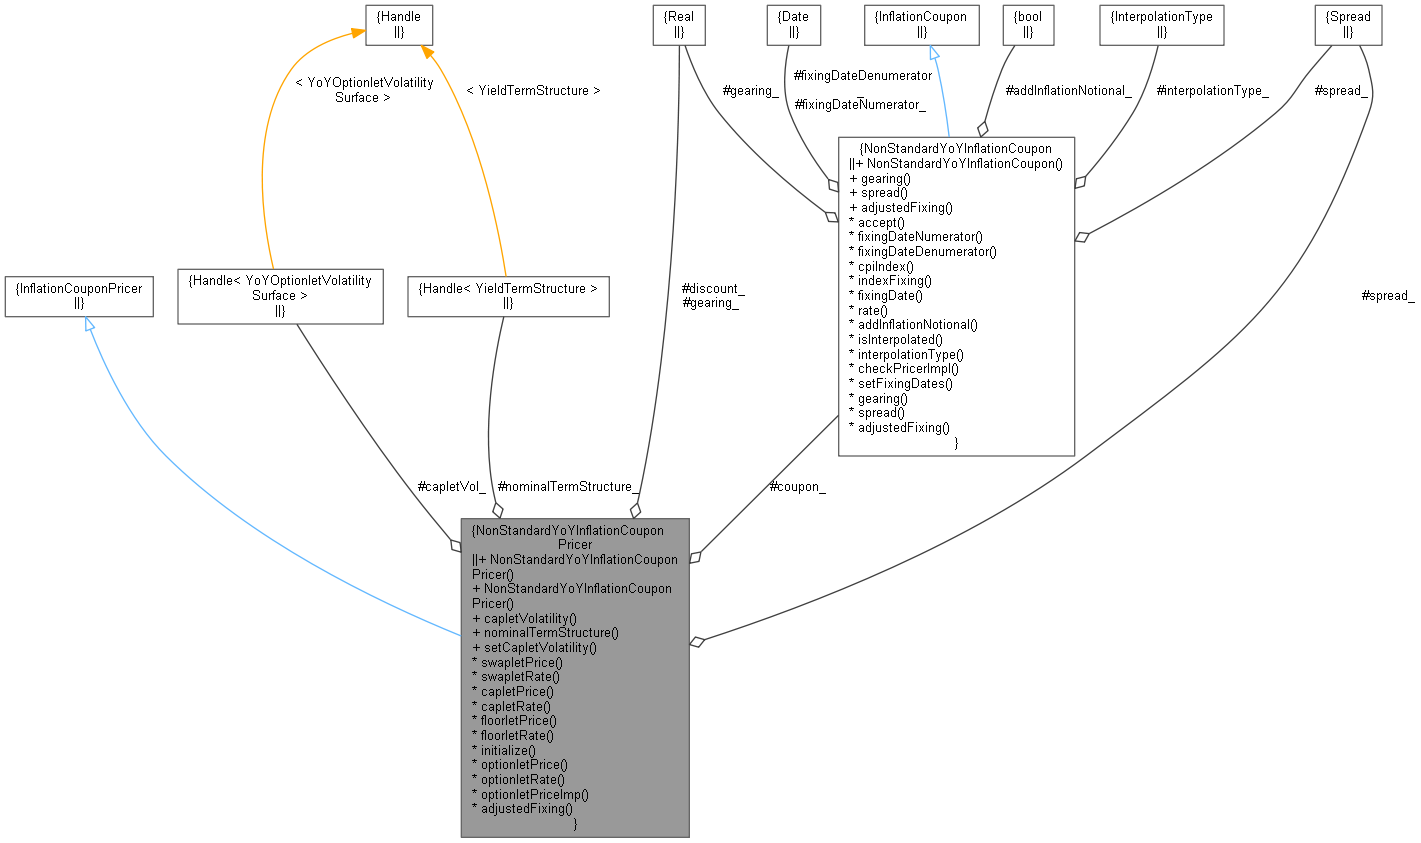 {Handle
||}
{Real
||}
{Date
||}
{InflationCoupon
||}
{bool
||}
{InterpolationType
||}
{Spread
||}
< YoYOptionletVolatility
Surface >
< YieldTermStructure >
#gearing_
#fixingDateDenumerator
_
#fixingDateNumerator_
#addInflationNotional_
#interpolationType_
#spread_
{NonStandardYoYInflationCoupon
||+ NonStandardYoYInflationCoupon()
+ gearing()
+ spread()
+ adjustedFixing()
* accept()
* fixingDateNumerator()
* fixingDateDenumerator()
* cpiIndex()
* indexFixing()
* fixingDate()
* rate()
* addInflationNotional()
* isInterpolated()
* interpolationType()
* checkPricerImpl()
* setFixingDates()
* gearing()
* spread()
* adjustedFixing()
}
{InflationCouponPricer
||}
{Handle< YoYOptionletVolatility
Surface >
||}
{Handle< YieldTermStructure >
||}
#discount_
#gearing_
#spread_
#capletVol_
#nominalTermStructure_
#coupon_
{NonStandardYoYInflationCoupon
Pricer
||+ NonStandardYoYInflationCoupon
Pricer()
+ NonStandardYoYInflationCoupon
Pricer()
+ capletVolatility()
+ nominalTermStructure()
+ setCapletVolatility()
* swapletPrice()
* swapletRate()
* capletPrice()
* capletRate()
* floorletPrice()
* floorletRate()
* initialize()
* optionletPrice()
* optionletRate()
* optionletPriceImp()
* adjustedFixing()
}